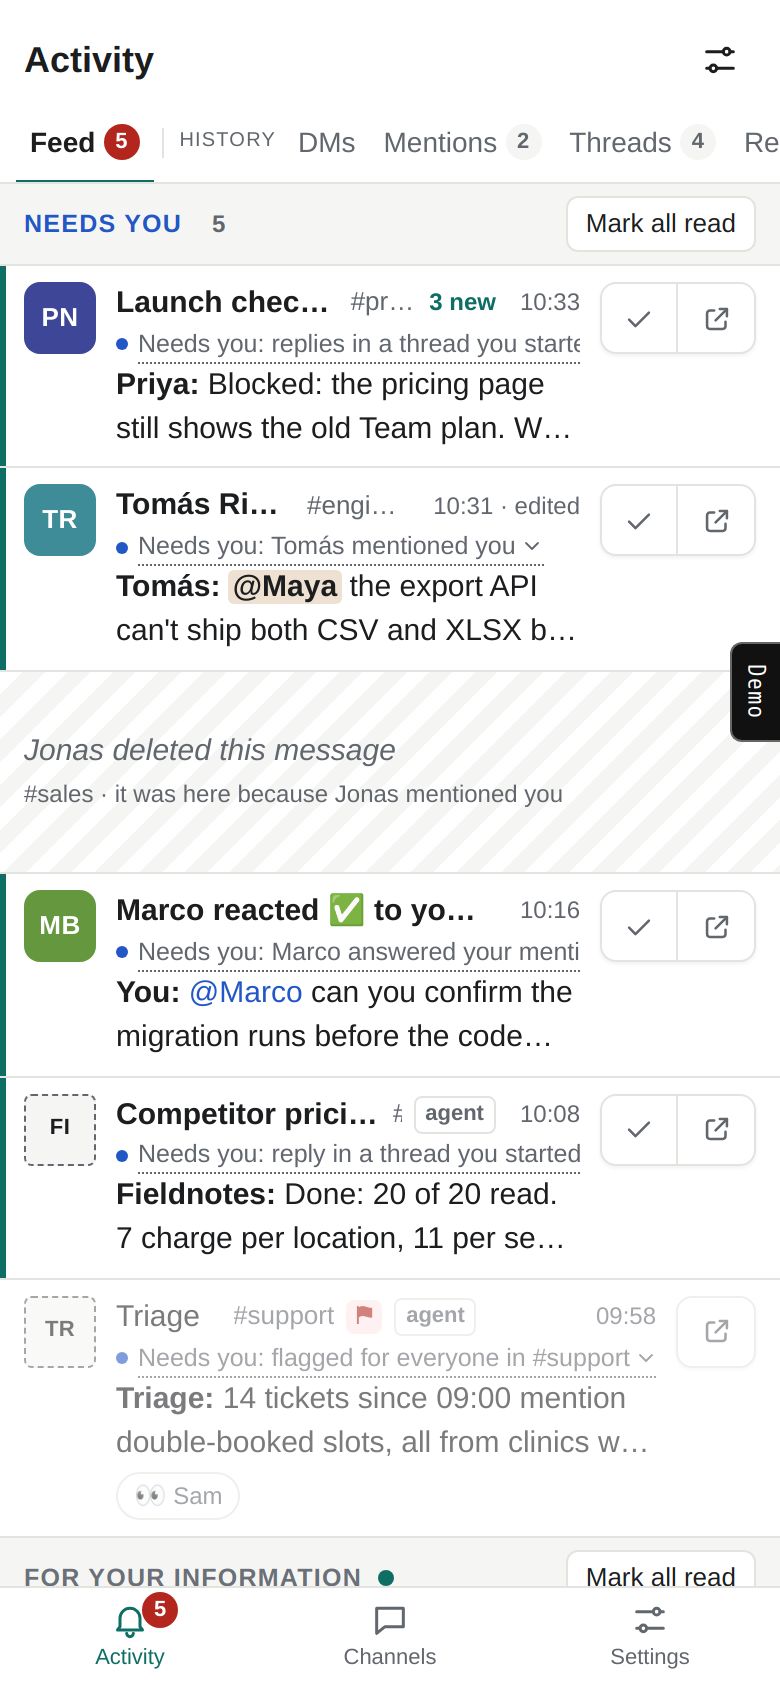 Activity
Feed 5 HISTORY DMs Mentions 2 Threads 4 Re
NEEDS YOU 5 Mark all read
PN Launch chec… #pr… 3 new 10:33
Needs you: replies in a thread you starte
Priya: Blocked: the pricing page
still shows the old Team plan. W…
TR Tomás Ri… #engi… 10:31 · edited
Needs you: Tomás mentioned you
Tomás: @Maya the export API
can't ship both CSV and XLSX b…
Demo
Jonas deleted this message
#sales · it was here because Jonas mentioned you
MB Marco reacted ✅ to yo… 10:16
Needs you: Marco answered your menti
You: @Marco can you confirm the
migration runs before the code…
FI Competitor prici… # agent 10:08
Needs you: reply in a thread you started
Fieldnotes: Done: 20 of 20 read.
7 charge per location, 11 per se…
TR Triage #support agent 09:58
Needs you: flagged for everyone in #support
Triage: 14 tickets since 09:00 mention
double-booked slots, all from clinics w…
👀 Sam
FOR YOUR INFORMATION Mark all read
5
Activity Channels Settings